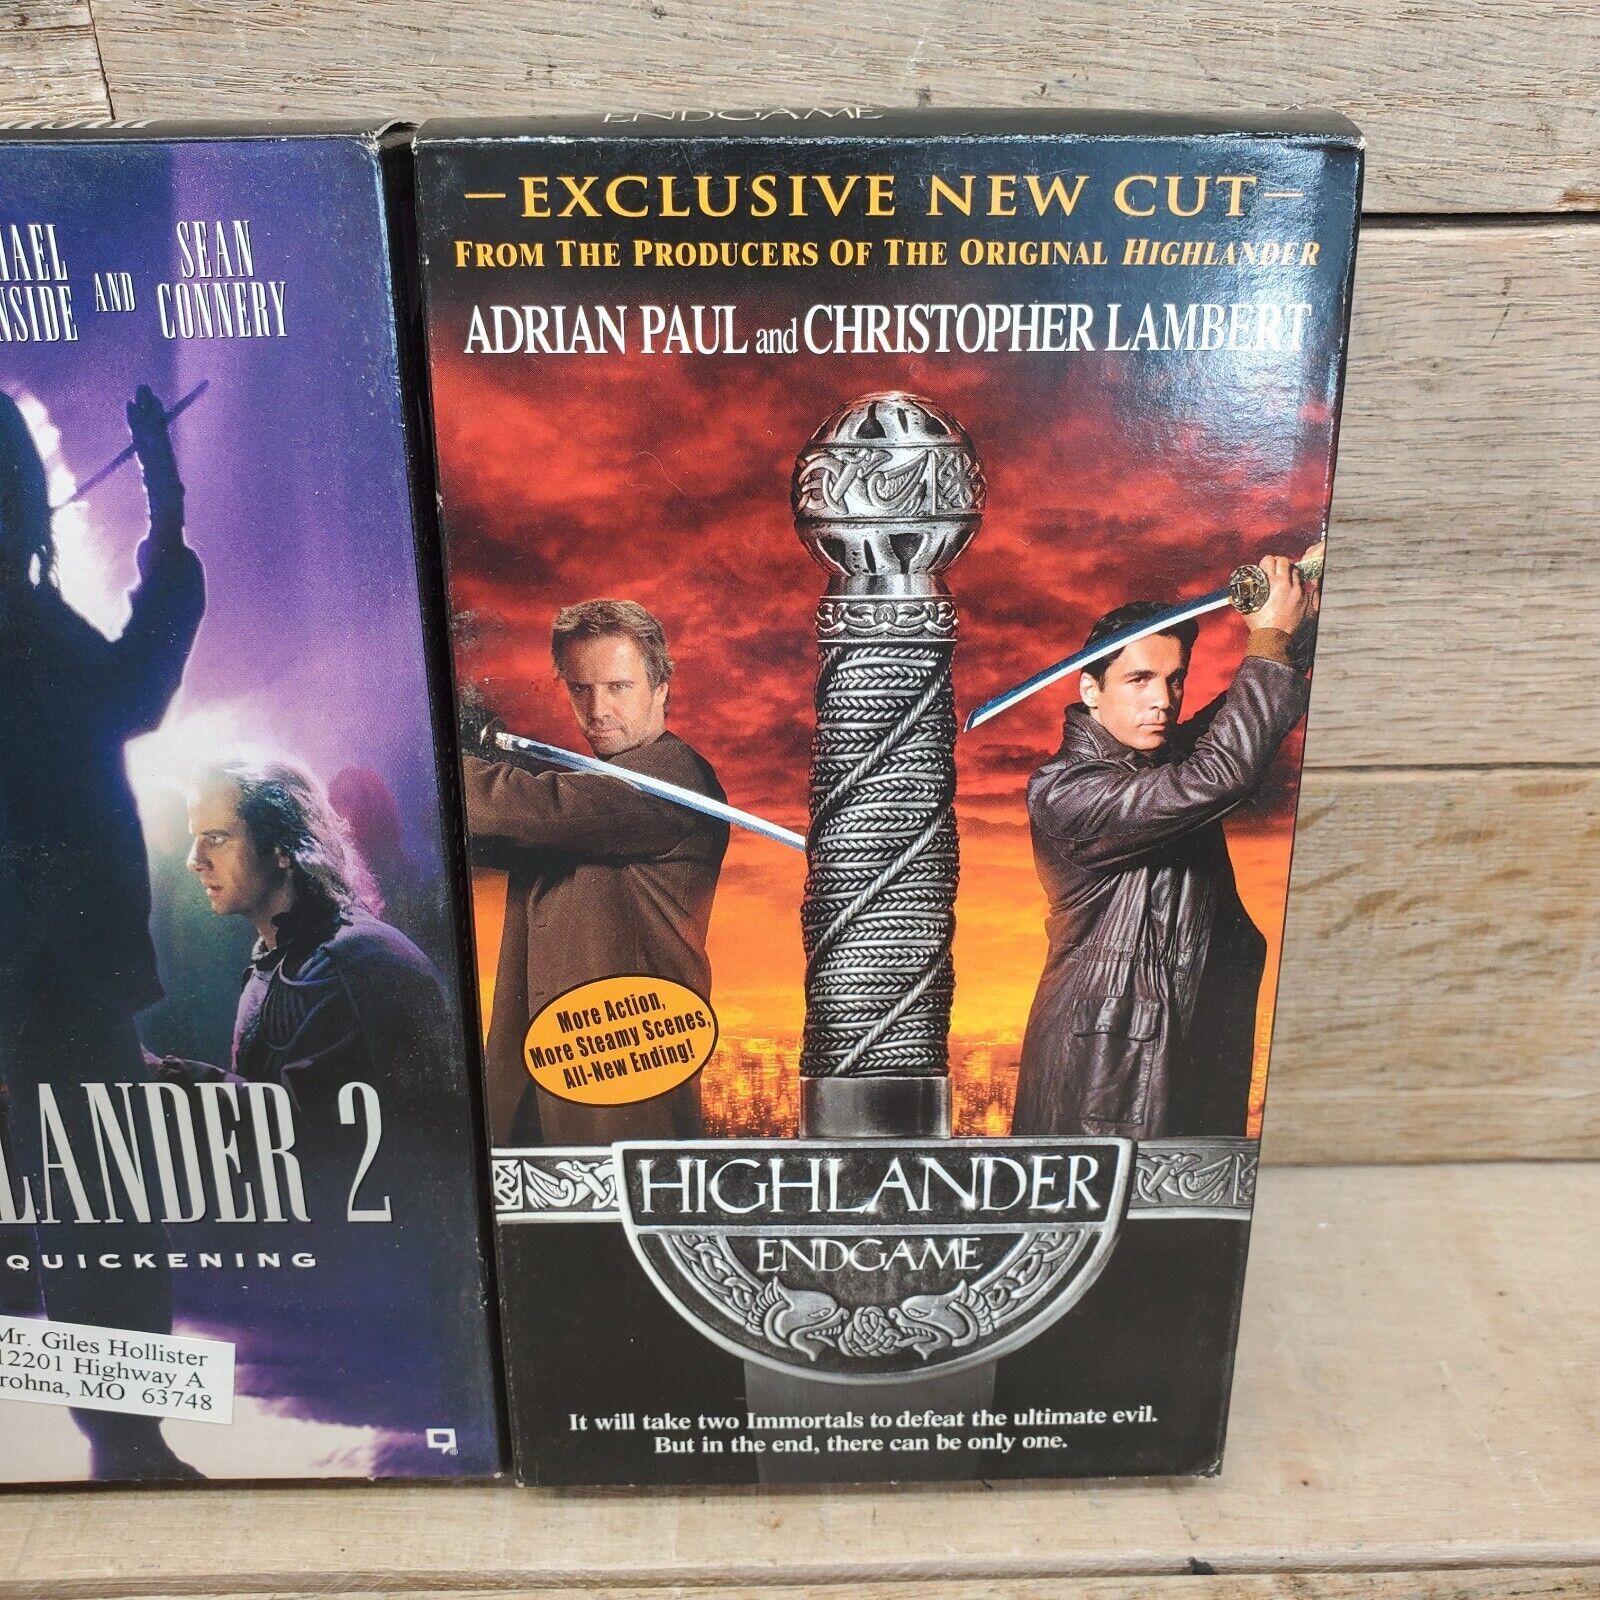 HAEL
NSIDE AND SEAN CONNERY
LANDER 2
QUICKENING
Mr. Giles Hollister
12201 Highway A
rohna, MO 63748
ENDGAME
EXCLUSIVE NEW CUT
FROM THE PRODUCERS OF THE ORIGINAL HIGHLANDER
ADRIAN PAUL and CHRISTOPHER LAMBERT
More Action,
More Steamy Scenes,
All-New Ending!
HIGHLANDER
ENDGAME
It will take two Immortals to defeat the ultimate evil.
But in the end, there can be only one.